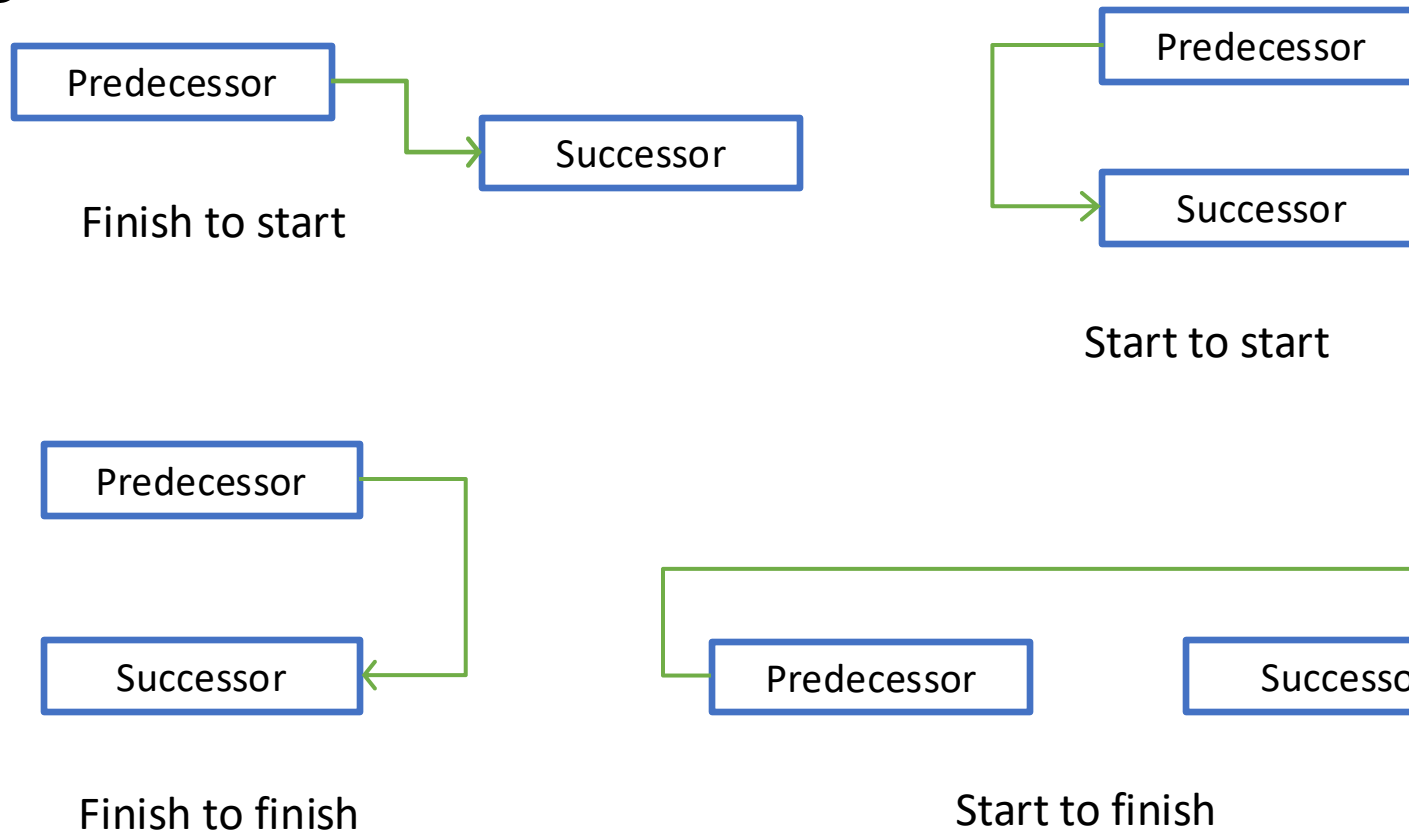 Predecessor
Successor
Finish to start
Predecessor
Successor
Start to start
Predecessor
Successor
Finish to finish
Predecessor
Successo
Start to finish